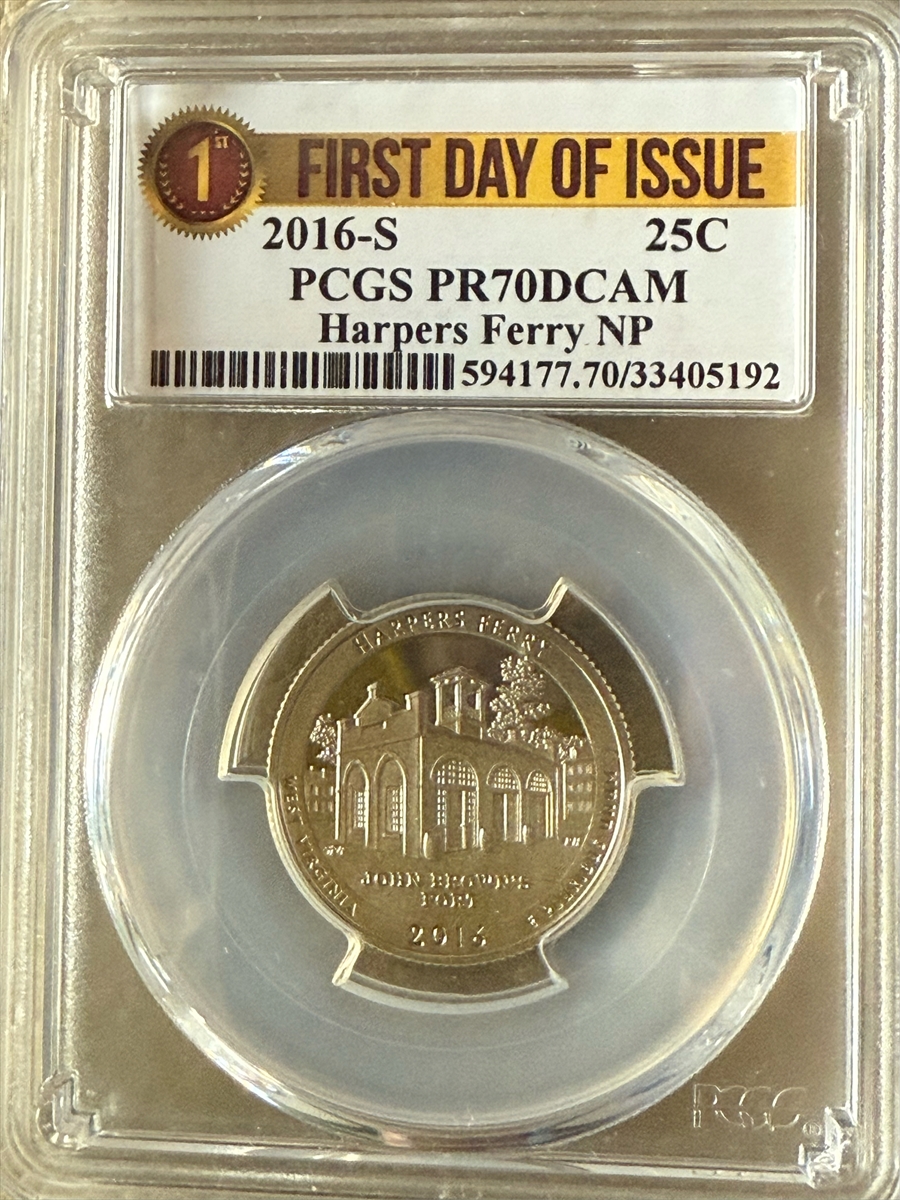 1ST
FIRST DAY OF ISSUE
2016-S 25C
PCGS PR70DCAM
Harpers Ferry NP
594177.70/33405192
HARPERS FERRY
WEST VIRGINIA
JOHN BROWN'S
FORT
2016
PCGS